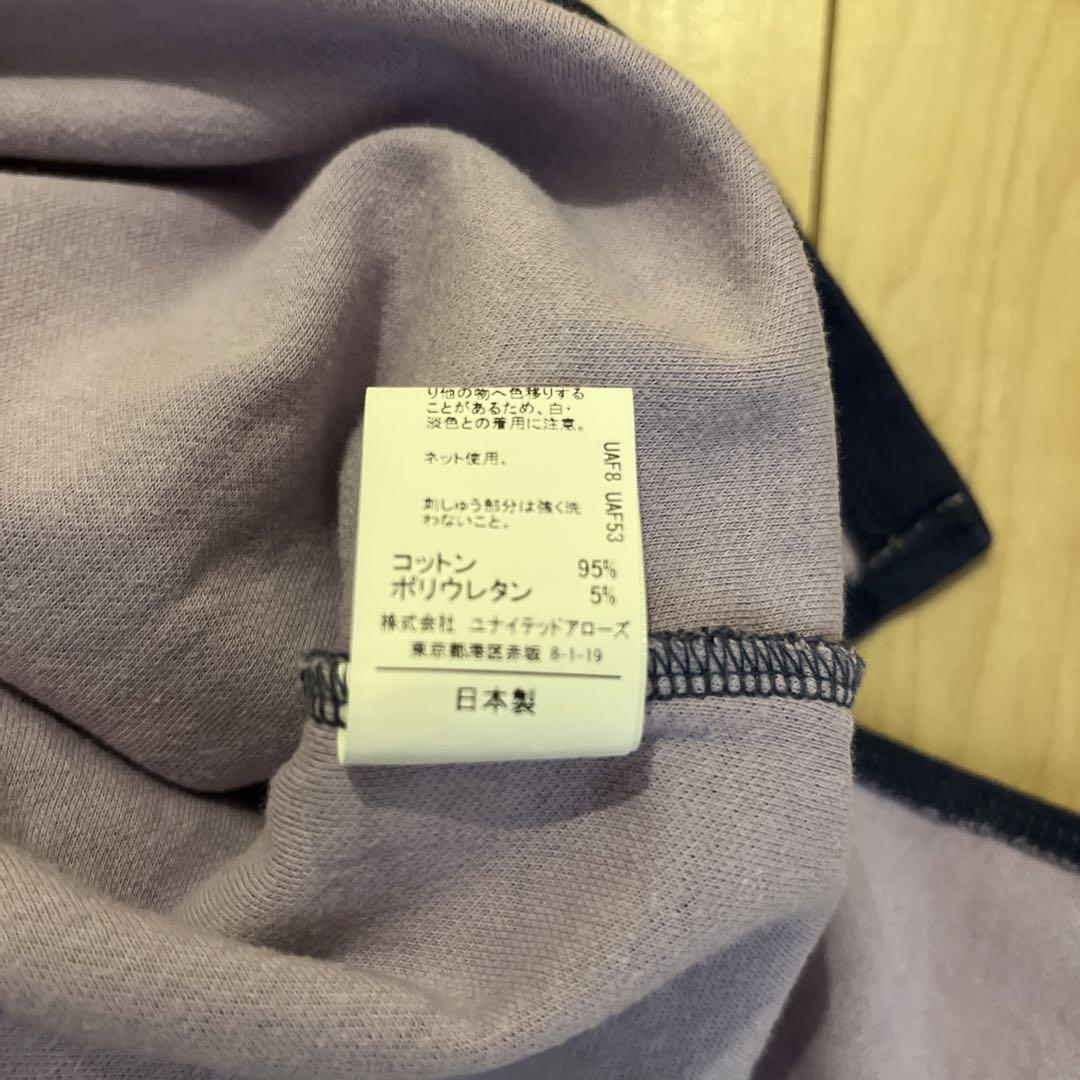 り他の物へ色移りする
ことがあるため、白・
淡色との着用に注意。
ネット使用。
刺しゅう部分は強く洗
わないこと。
UAF8 UAF53
コットン 95%
ポリウレタン 5%
株式会社 ユナイテッドアローズ
東京都港区赤坂 8-1-19
日本製